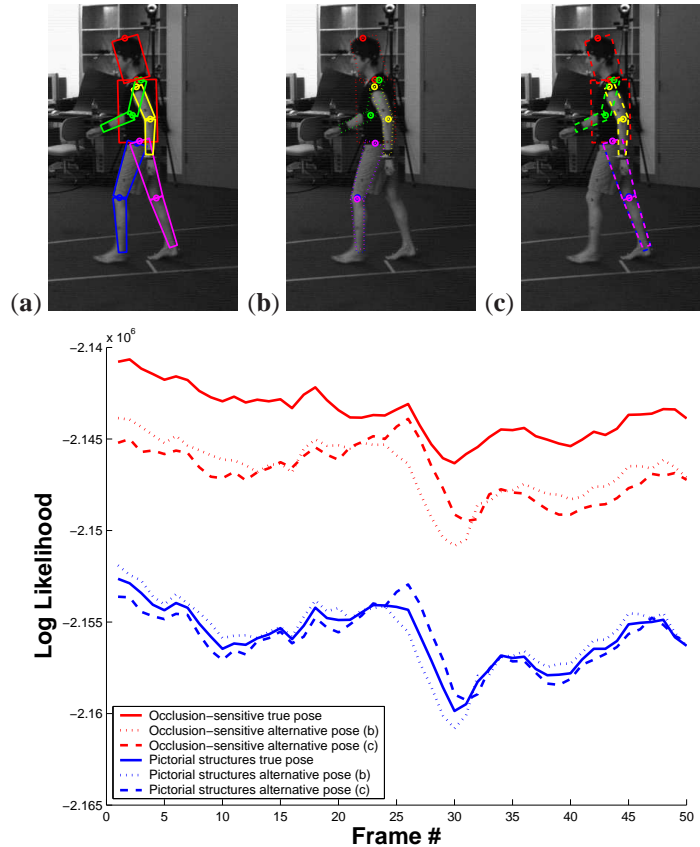 (a) (b) (c)
x 10^6
−2.14
−2.145
−2.15
−2.155
−2.16
−2.165
Log Likelihood
Occlusion−sensitive true pose
Occlusion−sensitive alternative pose (b)
Occlusion−sensitive alternative pose (c)
Pictorial structures true pose
Pictorial structures alternative pose (b)
Pictorial structures alternative pose (c)
0 5 10 15 20 25 30 35 40 45 50
Frame #